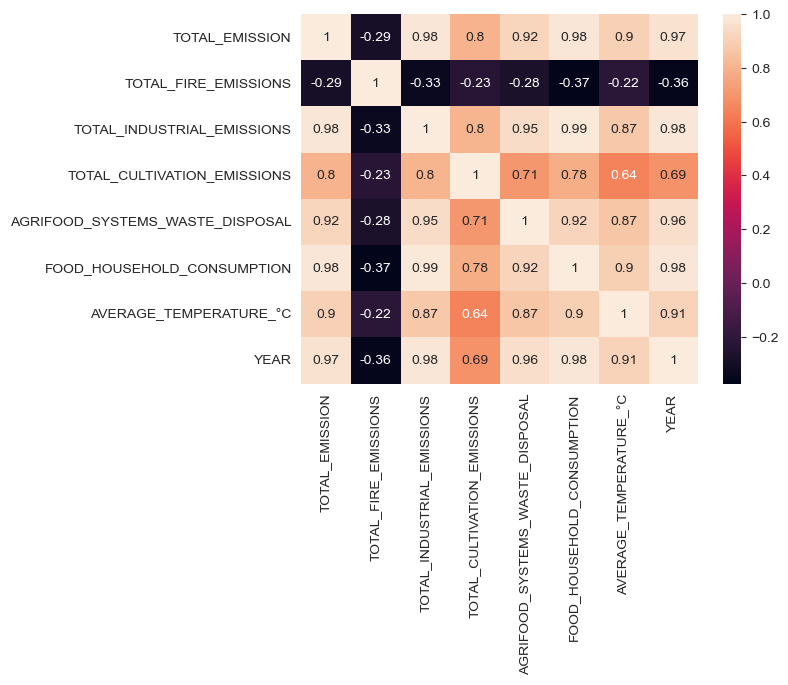 TOTAL_EMISSION 1 -0.29 0.98 0.8 0.92 0.98 0.9 0.97
TOTAL_FIRE_EMISSIONS -0.29 1 -0.33 -0.23 -0.28 -0.37 -0.22 -0.36
TOTAL_INDUSTRIAL_EMISSIONS 0.98 -0.33 1 0.8 0.95 0.99 0.87 0.98
TOTAL_CULTIVATION_EMISSIONS 0.8 -0.23 0.8 1 0.71 0.78 0.64 0.69
AGRIFOOD_SYSTEMS_WASTE_DISPOSAL 0.92 -0.28 0.95 0.71 1 0.92 0.87 0.96
FOOD_HOUSEHOLD_CONSUMPTION 0.98 -0.37 0.99 0.78 0.92 1 0.9 0.98
AVERAGE_TEMPERATURE_°C 0.9 -0.22 0.87 0.64 0.87 0.9 1 0.91
YEAR 0.97 -0.36 0.98 0.69 0.96 0.98 0.91 1
TOTAL_EMISSION
TOTAL_FIRE_EMISSIONS
TOTAL_INDUSTRIAL_EMISSIONS
TOTAL_CULTIVATION_EMISSIONS
AGRIFOOD_SYSTEMS_WASTE_DISPOSAL
FOOD_HOUSEHOLD_CONSUMPTION
AVERAGE_TEMPERATURE_°C
YEAR
1.0
0.8
0.6
0.4
0.2
0.0
−0.2